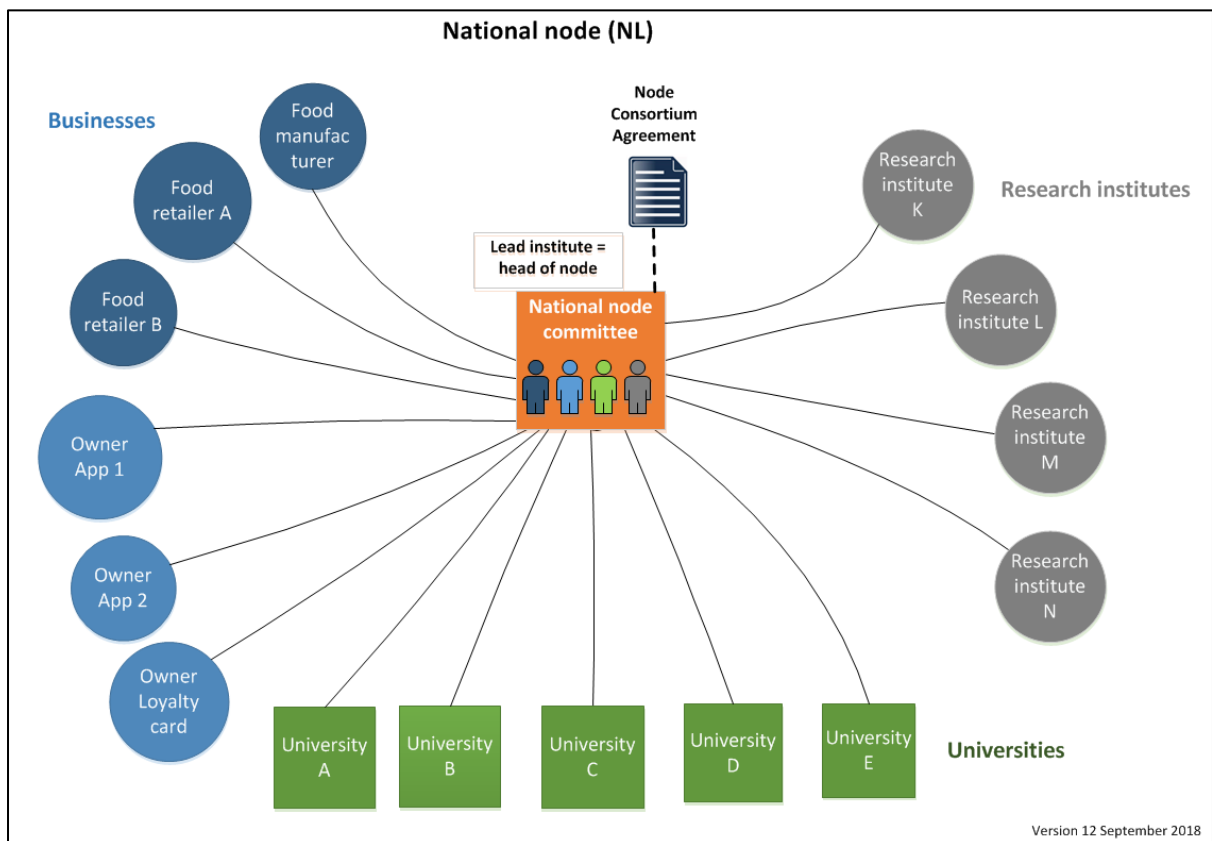 National node (NL)
Businesses
Food
manufac
turer
Node
Consortium
Agreement
Research
institute
K
Research institutes
Food
retailer A
Lead institute =
head of node
Food
retailer B
National node
committee
Research
institute L
Owner
App 1
Research
institute
M
Owner
App 2
Research
institute
N
Owner
Loyalty
card
University
A
University
B
University
C
University
D
University
E
Universities
Version 12 September 2018